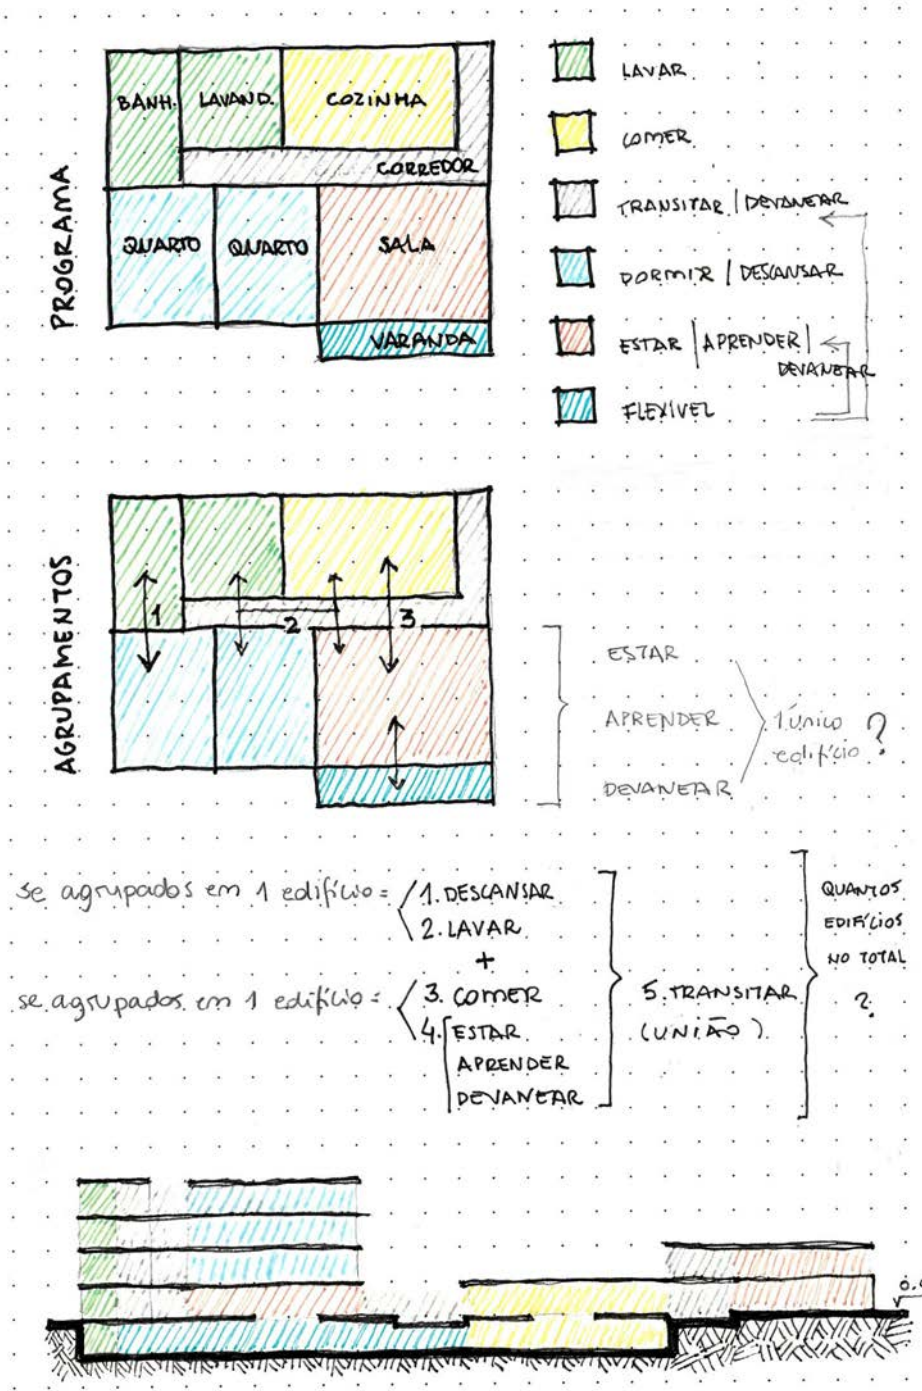 PROGRAMA
BANH.
LAVAND.
COZINHA
CORREDOR
QUARTO
QUARTO
SALA
VARANDA
LAVAR
COMER
TRANSITAR / DEVANEAR
DORMIR / DESCANSAR
ESTAR | APRENDER |
DEVANEAR
FLEXÍVEL
AGRUPAMENTOS
1
2
3
ESTAR
APRENDER
DEVANEAR
1 único
edifício ?
se agrupados em 1 edifício = 1. DESCANSAR
2. LAVAR
+
se agrupados em 1 edifício = 3. COMER
4. ESTAR
APRENDER
DEVANEAR
5. TRANSITAR
(UNIÃO)
QUANTOS
EDIFÍCIOS
NO TOTAL
?